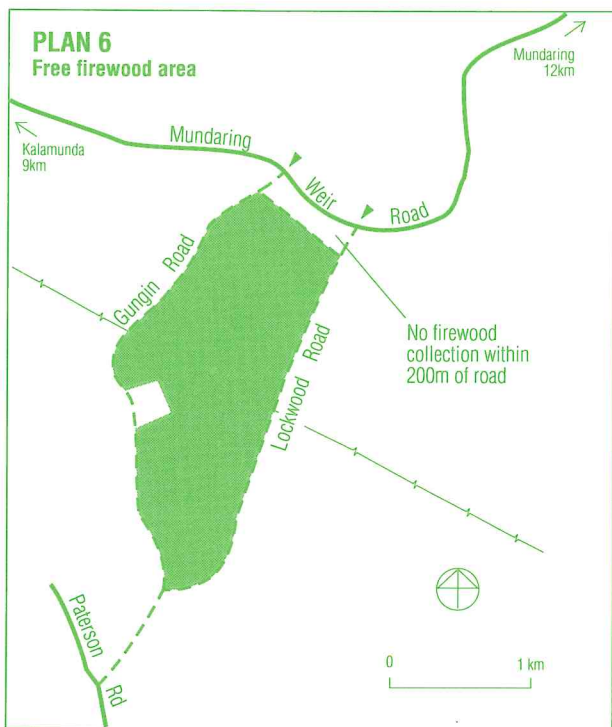 PLAN 6
Free firewood area
Mundaring
12km
Kalamunda
9km
Mundaring Weir Road
Gungin Road
Lockwood Road
No firewood
collection within
200m of road
Paterson Rd
0 1 km